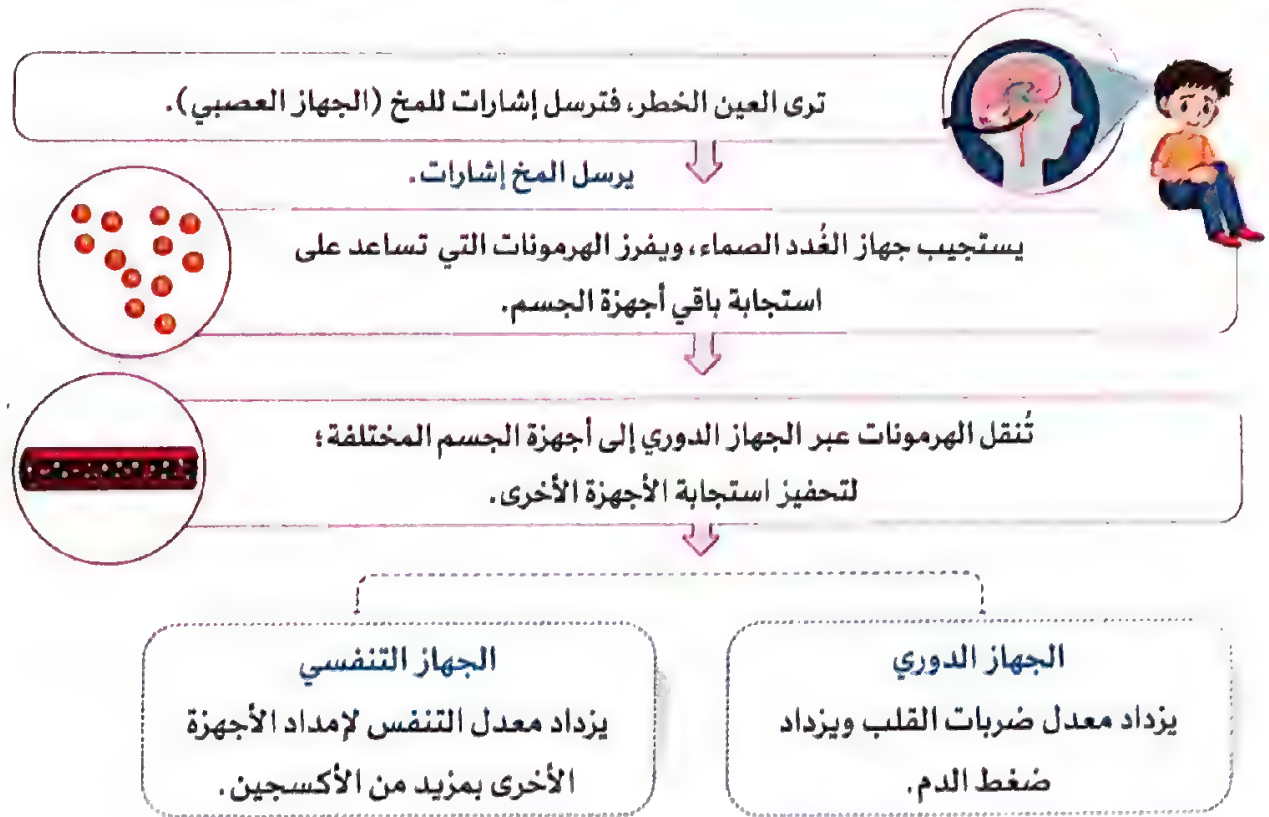 ترى العين الخطر، فترسل إشارات للمخ (الجهاز العصبي).
يرسل المخ إشارات.
يستجيب جهاز الغُدد الصماء، ويفرز الهرمونات التي تساعد على
استجابة باقي أجهزة الجسم.
تُنقل الهرمونات عبر الجهاز الدوري إلى أجهزة الجسم المختلفة؛
لتحفيز استجابة الأجهزة الأخرى.
الجهاز الدوري
يزداد معدل ضربات القلب ويزداد
ضغط الدم.
الجهاز التنفسي
يزداد معدل التنفس لإمداد الأجهزة
الأخرى بمزيد من الأكسجين.